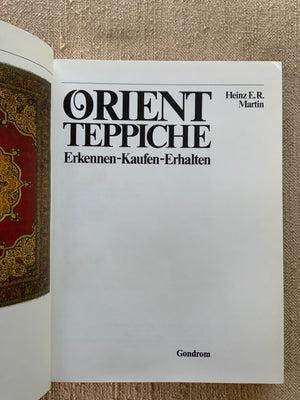 ORIENT
TEPPICHE
Erkennen-Kaufen-Erhalten
Heinz E.R.
Martin
Gondrom